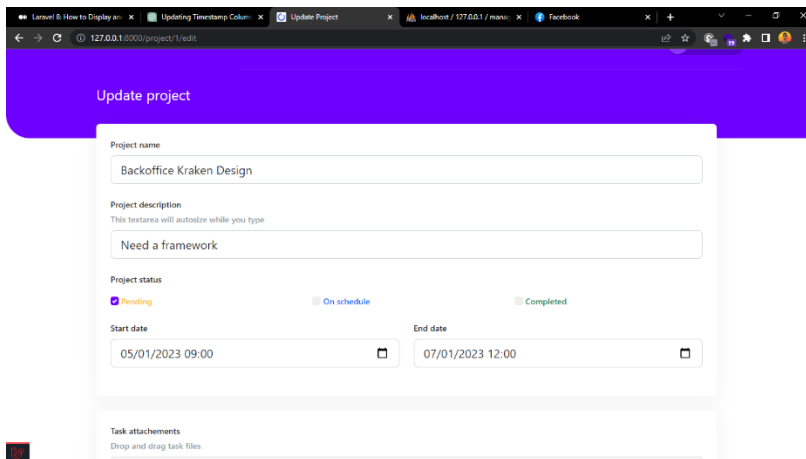 Laravel 8: How to Display an
Updating Timestamp Colum
Update Project
localhost / 127.0.0.1 / manag
Facebook
127.0.0.1:8000/project/1/edit
19
Update project
Project name
Backoffice Kraken Design
Project description
This textarea will autosize while you type
Need a framework
Project status
Pending
On schedule
Completed
Start date
End date
05/01/2023 09:00
07/01/2023 12:00
Task attachements
Drop and drag task files